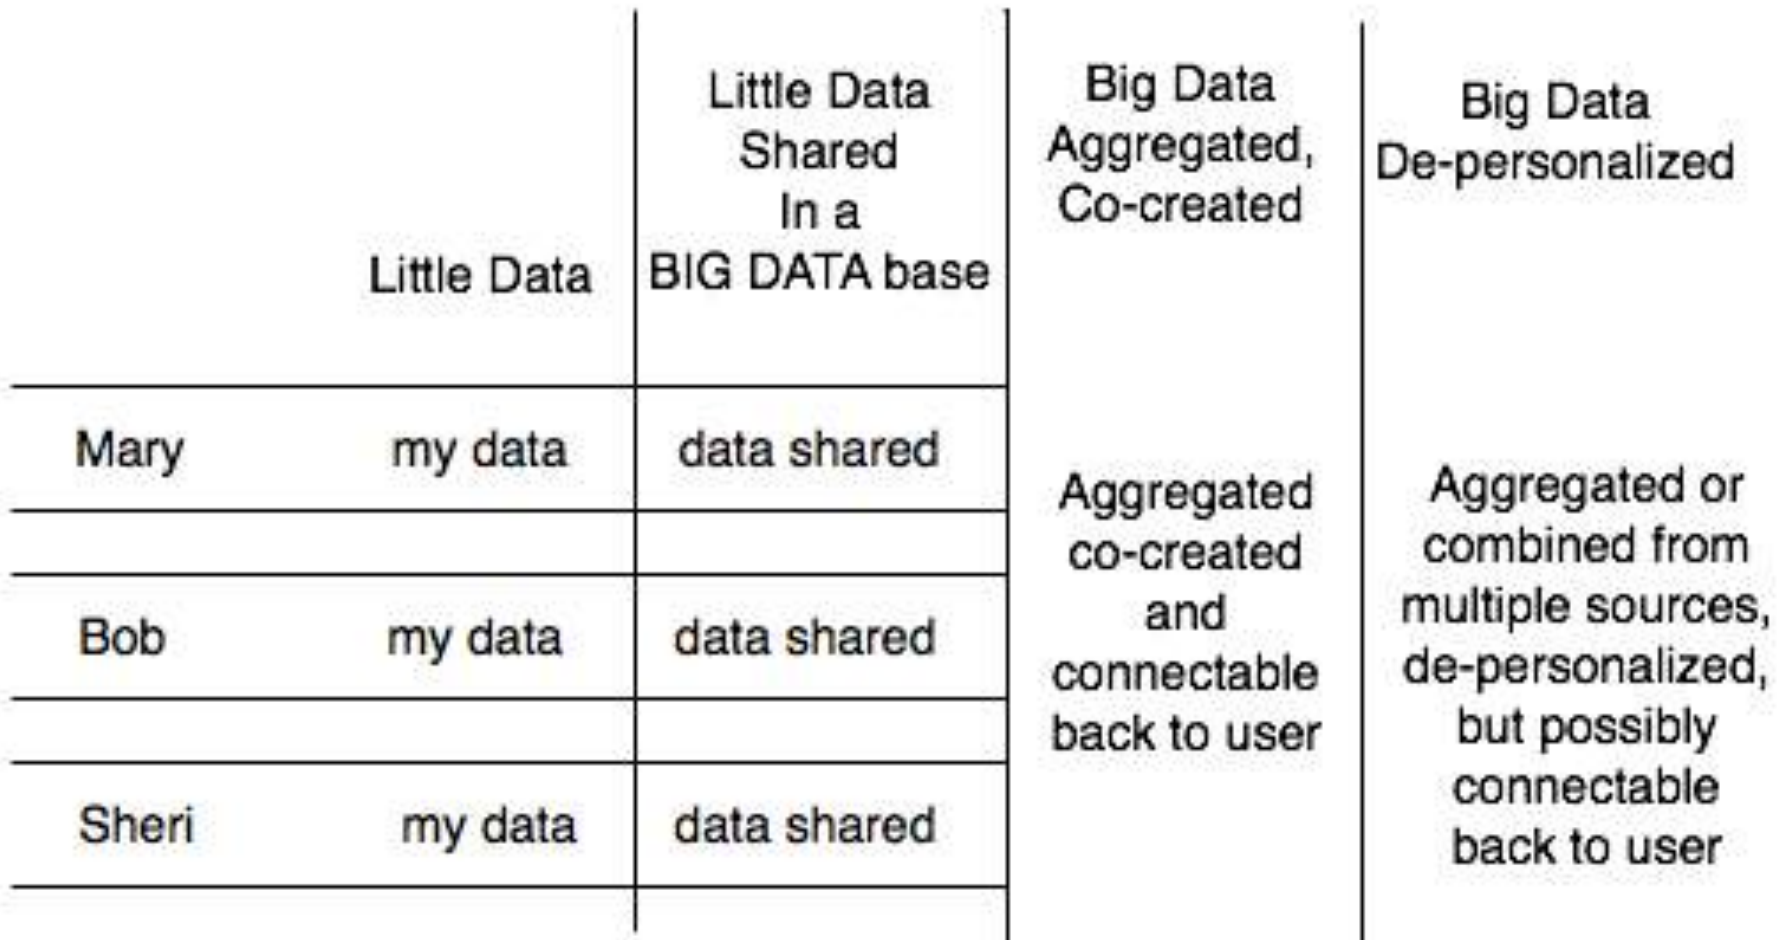 Little Data
Little Data
Shared
In a
BIG DATA base
Big Data
Aggregated,
Co-created
Big Data
De-personalized
Mary my data data shared
Bob my data data shared
Sheri my data data shared
Aggregated
co-created
and
connectable
back to user
Aggregated or
combined from
multiple sources,
de-personalized,
but possibly
connectable
back to user